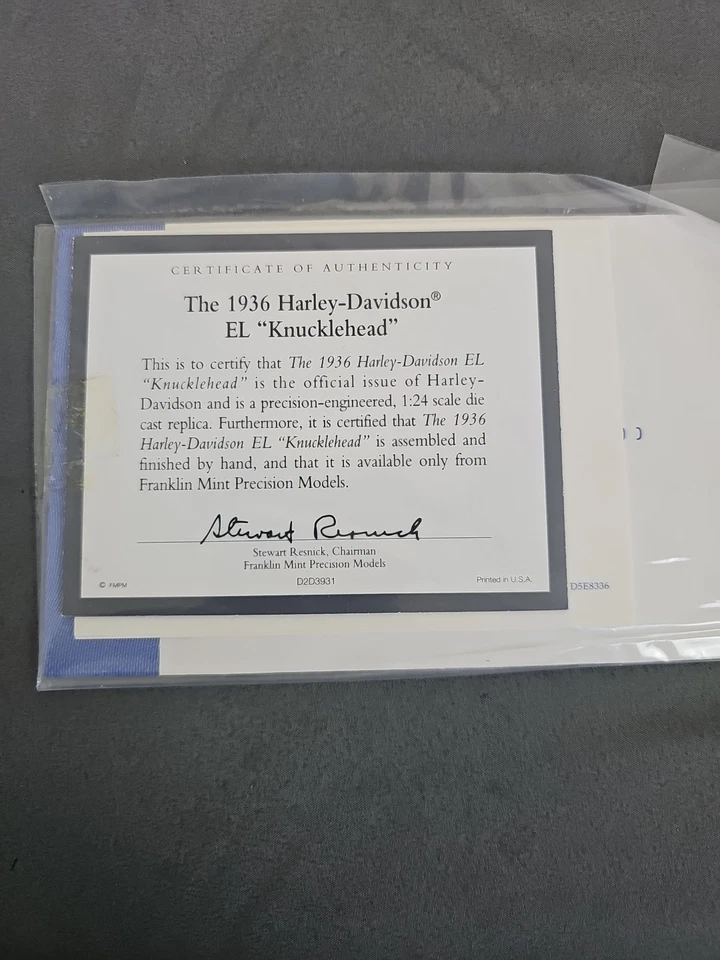 CERTIFICATE OF AUTHENTICITY
The 1936 Harley-Davidson®
EL “Knucklehead”
This is to certify that The 1936 Harley-Davidson EL
“Knucklehead” is the official issue of Harley-
Davidson and is a precision-engineered, 1:24 scale die
cast replica. Furthermore, it is certified that The 1936
Harley-Davidson EL “Knucklehead” is assembled and
finished by hand, and that it is available only from
Franklin Mint Precision Models.
Stewart Resnick
Stewart Resnick, Chairman
Franklin Mint Precision Models
© FMPM
D2D3931
Printed in U.S.A.
D5E8336